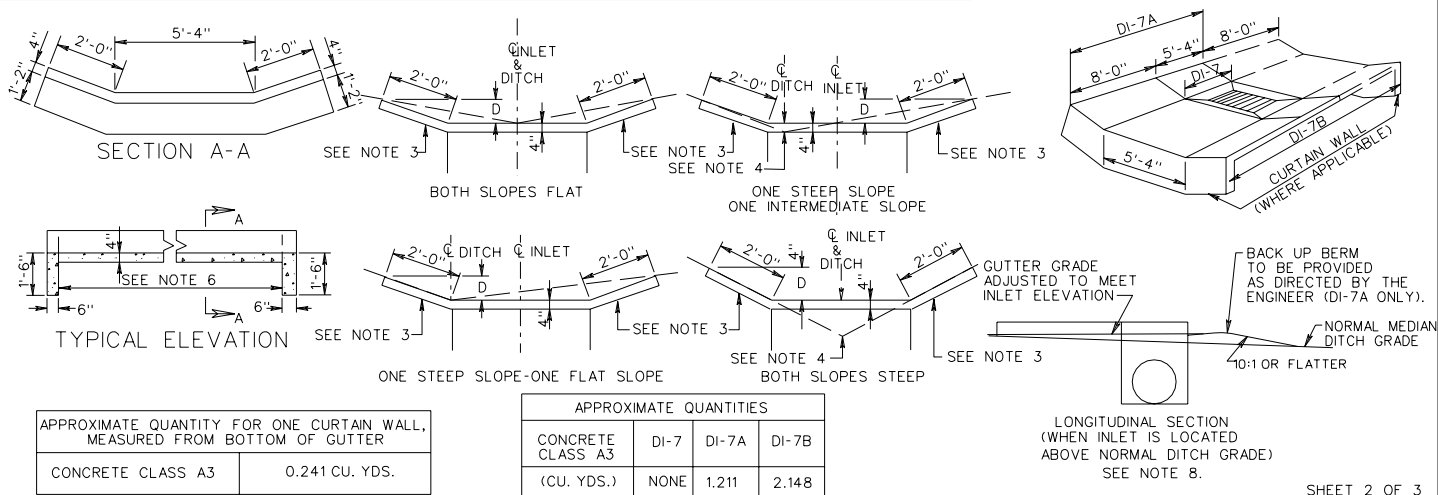 5'-4"
2'-0"
2'-0"
4"
4"
1'-2"
1'-2"
SECTION A-A
℄ INLET
&
DITCH
2'-0"
2'-0"
D
4"
SEE NOTE 3
SEE NOTE 3
BOTH SLOPES FLAT
℄
DITCH
℄
INLET
2'-0"
2'-0"
D
4"
SEE NOTE 3
SEE NOTE 4
ONE STEEP SLOPE
ONE INTERMEDIATE SLOPE
DI-7A
8'-0"
5'-4"
8'-0"
DI-7
DI-7B
5'-4"
CURTAIN WALL
(WHERE APPLICABLE)
A
4"
1'-6"
1'-6"
SEE NOTE 6
6"
6"
A
TYPICAL ELEVATION
℄ DITCH
℄ INLET
2'-0"
2'-0"
D
4"
SEE NOTE 3
SEE NOTE 3
ONE STEEP SLOPE-ONE FLAT SLOPE
℄ INLET
&
DITCH
2'-0"
4"
2'-0"
D
4"
SEE NOTE 4
SEE NOTE 3
BOTH SLOPES STEEP
GUTTER GRADE
ADJUSTED TO MEET
INLET ELEVATION
BACK UP BERM
TO BE PROVIDED
AS DIRECTED BY THE
ENGINEER (DI-7A ONLY).
NORMAL MEDIAN
DITCH GRADE
10:1 OR FLATTER
LONGITUDINAL SECTION
(WHEN INLET IS LOCATED
ABOVE NORMAL DITCH GRADE)
SEE NOTE 8.
APPROXIMATE QUANTITY FOR ONE CURTAIN WALL,
MEASURED FROM BOTTOM OF GUTTER
CONCRETE CLASS A3 0.241 CU. YDS.
APPROXIMATE QUANTITIES
CONCRETE
CLASS A3 DI-7 DI-7A DI-7B
(CU. YDS.) NONE 1.211 2.148
SHEET 2 OF 3